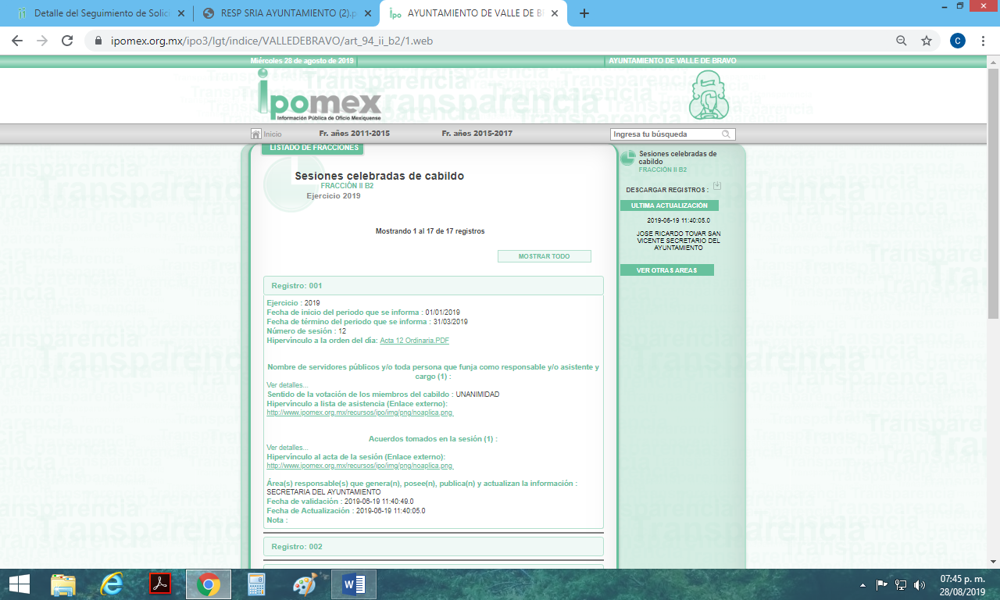 Detalle del Seguimiento de Solici
RESP SRIA AYUNTAMIENTO (2).p
ipo AYUNTAMIENTO DE VALLE DE B
ipomex.org.mx/ipo3/lgt/indice/VALLEDEBRAVO/art_94_ii_b2/1.web
C
Miércoles 28 de agosto de 2019
AYUNTAMIENTO DE VALLE DE BRAVO
Transparencia
ipomex
Información Pública de Oficio Mexiquense
Inicio
Fr. años 2011-2015
Fr. años 2015-2017
Ingresa tu búsqueda
LISTADO DE FRACCIONES
Sesiones celebradas de cabildo
FRACCIÓN II B2
Ejercicio 2019
Mostrando 1 al 17 de 17 registros
MOSTRAR TODO
Registro: 001
Ejercicio : 2019
Fecha de inicio del periodo que se informa : 01/01/2019
Fecha de término del periodo que se informa : 31/03/2019
Número de sesión : 12
Hipervínculo a la orden del día: Acta 12 Ordinaria.PDF
Nombre de servidores públicos y/o toda persona que funja como responsable y/o asistente y
cargo (1) :
Ver detalles...
Sentido de la votación de los miembros del cabildo : UNANIMIDAD
Hipervínculo a lista de asistencia (Enlace externo):
http://www.ipomex.org.mx/recursos/ipo/img/png/noaplica.png
Acuerdos tomados en la sesión (1) :
Ver detalles...
Hipervinculo al acta de la sesión (Enlace externo):
http://www.ipomex.org.mx/recursos/ipo/img/png/noaplica.png
Área(s) responsable(s) que genera(n), posee(n), publica(n) y actualizan la información :
SECRETARIA DEL AYUNTAMIENTO
Fecha de validación : 2019-06-19 11:40:49.0
Fecha de Actualización : 2019-06-19 11:40:05.0
Nota :
Registro: 002
Sesiones celebradas de
cabildo
FRACCIÓN II B2
DESCARGAR REGISTROS :
ULTIMA ACTUALIZACIÓN
2019-06-19 11:40:05.0
JOSE RICARDO TOVAR SAN
VICENTE SECRETARIO DEL
AYUNTAMIENTO
VER OTRAS AREAS
07:45 p. m.
28/08/2019